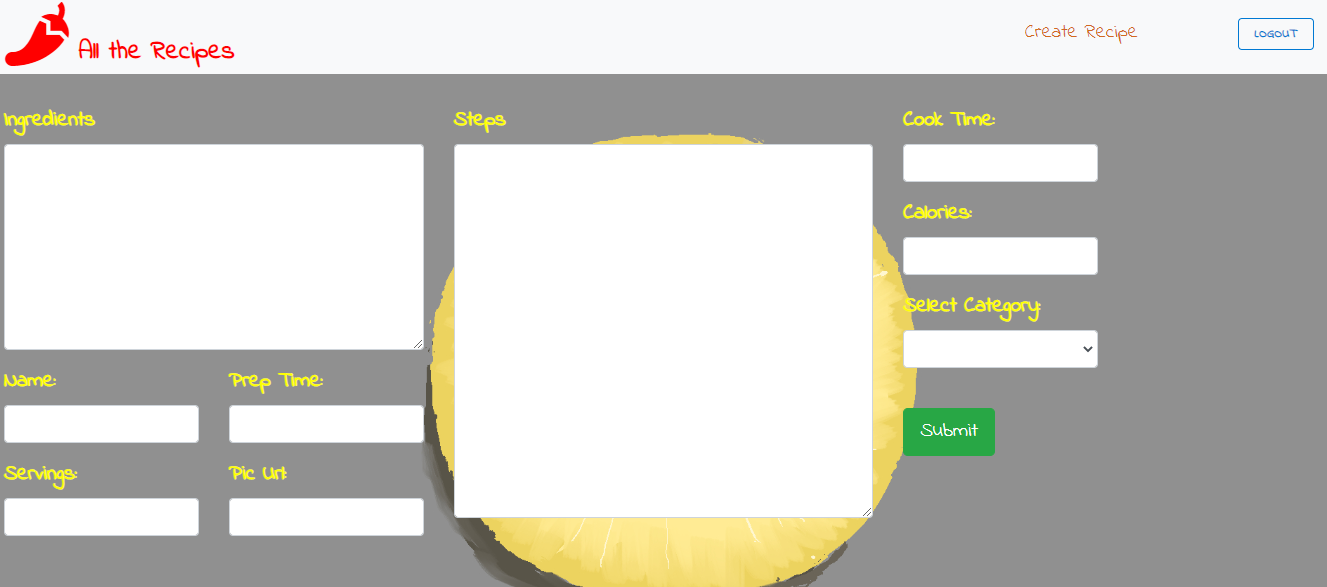 All the Recipes
Create Recipe
LOGOUT
Ingredients
Steps
Cook Time:
Calories:
Select Category:
Name:
Prep Time:
Submit
Servings:
Pic Url: